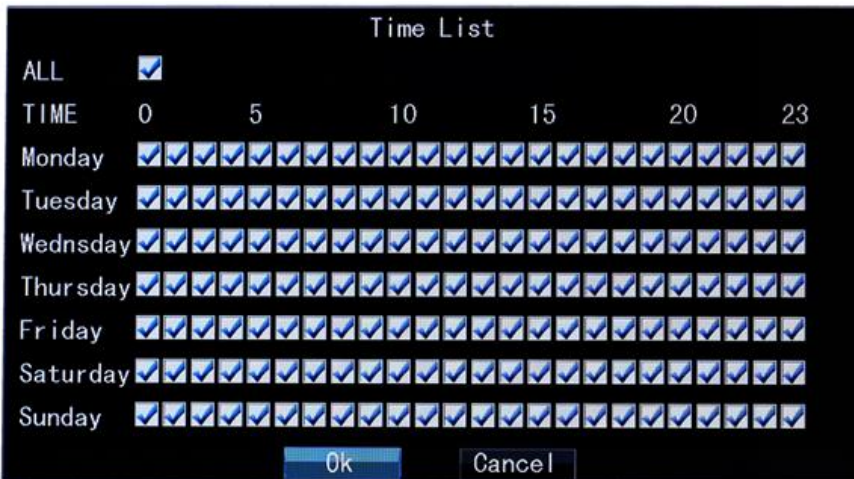 Time List
ALL
TIME 0 5 10 15 20 23
Monday
Tuesday
Wednsday
Thursday
Friday
Saturday
Sunday
Ok Cancel